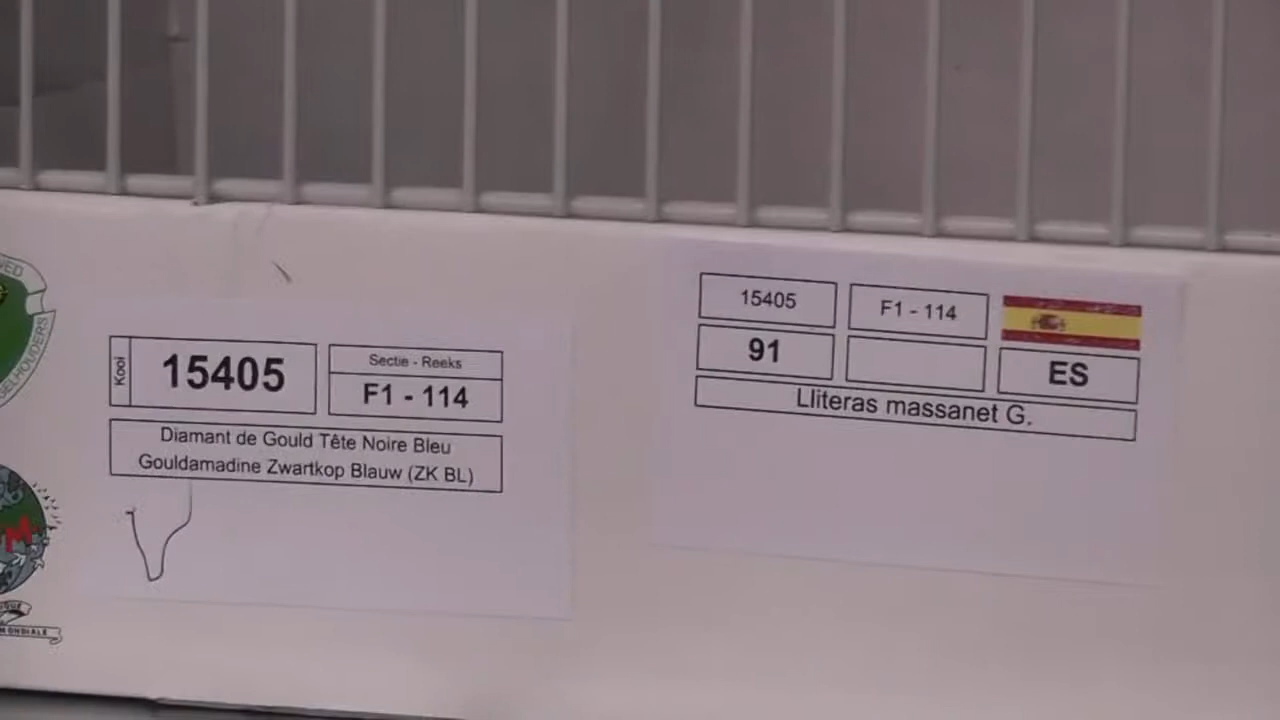 Kooi
15405
Sectie - Reeks
F1 - 114
Diamant de Gould Tête Noire Bleu
Gouldamadine Zwartkop Blauw (ZK BL)
15405
F1 - 114
91
ES
Lliteras massanet G.
M
MONDIALE